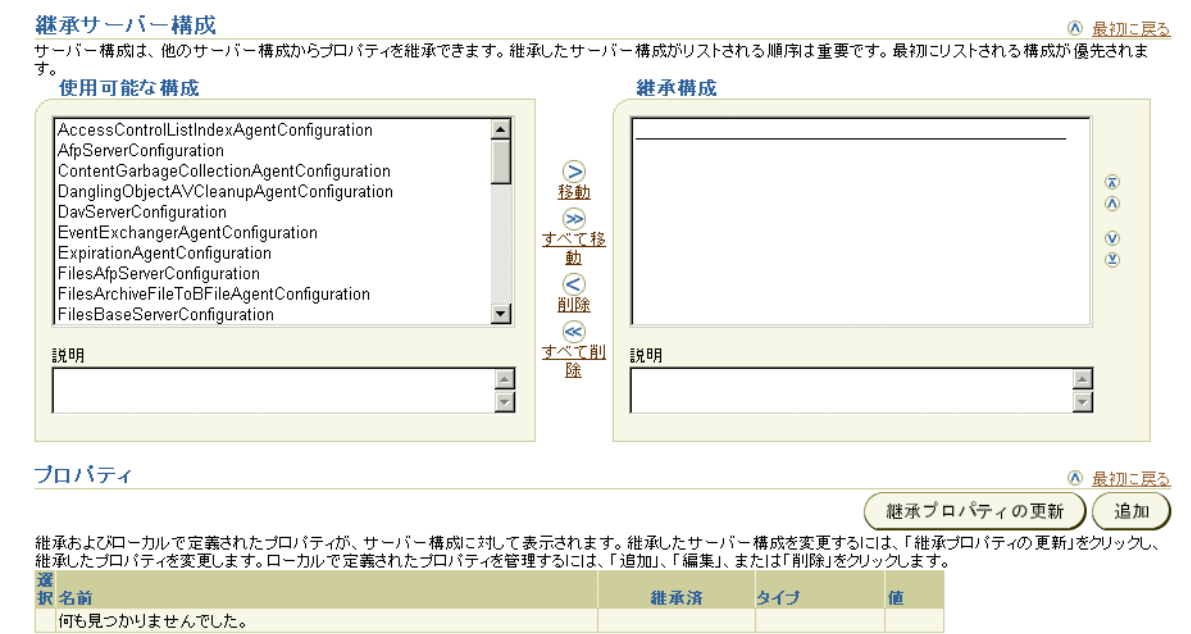 継承サーバー構成
最初に戻る
サーバー構成は、他のサーバー構成からプロパティを継承できます。継承したサーバー構成がリストされる順序は重要です。最初にリストされる構成が優先されま
す。
使用可能な構成
継承構成
AccessControlListIndexAgentConfiguration
AfpServerConfiguration
ContentGarbageCollectionAgentConfiguration
DanglingObjectAVCleanupAgentConfiguration
DavServerConfiguration
EventExchangerAgentConfiguration
ExpirationAgentConfiguration
FilesAfpServerConfiguration
FilesArchiveFileToBFileAgentConfiguration
FilesBaseServerConfiguration
移動
すべて移
動
削除
すべて削
除
説明
説明
プロパティ
最初に戻る
継承プロパティの更新
追加
継承およびローカルで定義されたプロパティが、サーバー構成に対して表示されます。継承したサーバー構成を変更するには、「継承プロパティの更新」をクリックし、
継承したプロパティを変更します。ローカルで定義されたプロパティを管理するには、「追加」、「編集」、または「削除」をクリックします。
選
択 名前 継承済 タイプ 値
何も見つかりませんでした。